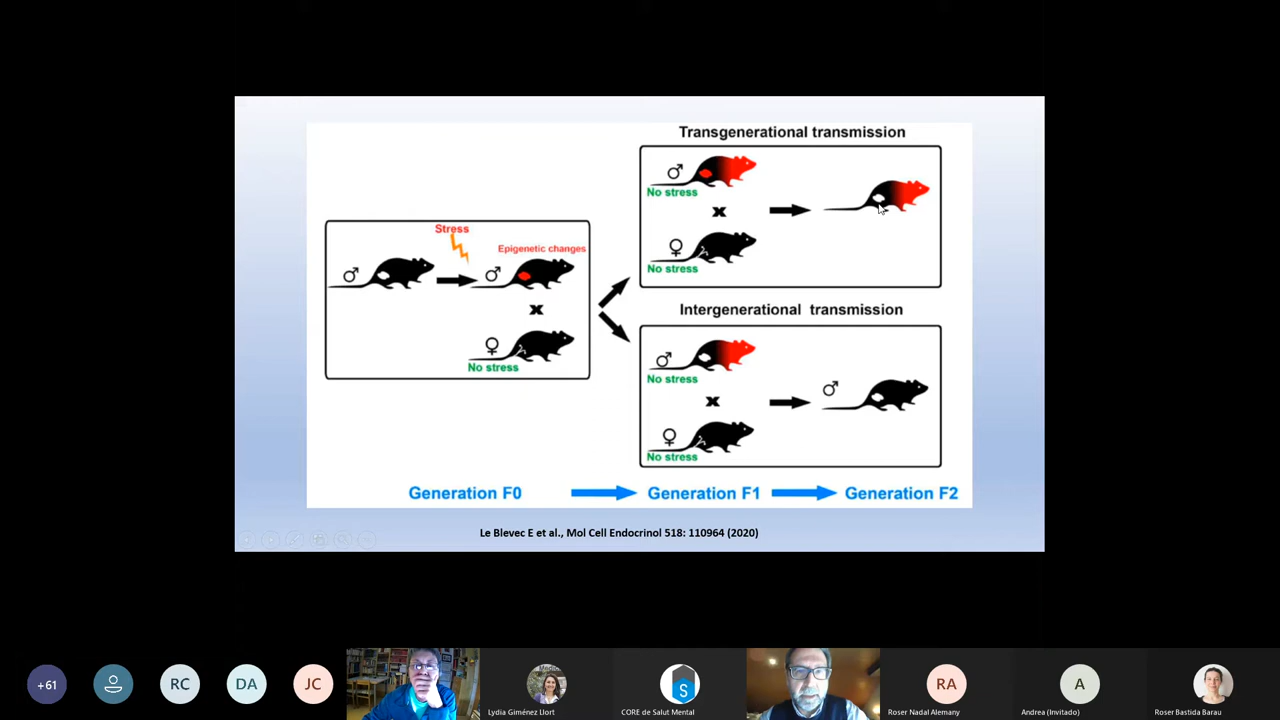 Transgenerational transmission
♂
No stress
x
♀
No stress
Stress
Epigenetic changes
♂
♂
x
♀
No stress
Intergenerational transmission
♂
No stress
x
♀
No stress
♂
Generation F0
Generation F1
Generation F2
Le Blevec E et al., Mol Cell Endocrinol 518: 110964 (2020)
+61
RC
DA
JC
Lydia Giménez Llort
S
CORE de Salut Mental
RA
Roser Nadal Alemany
A
Andrea (Invitado)
Roser Bastida Barau